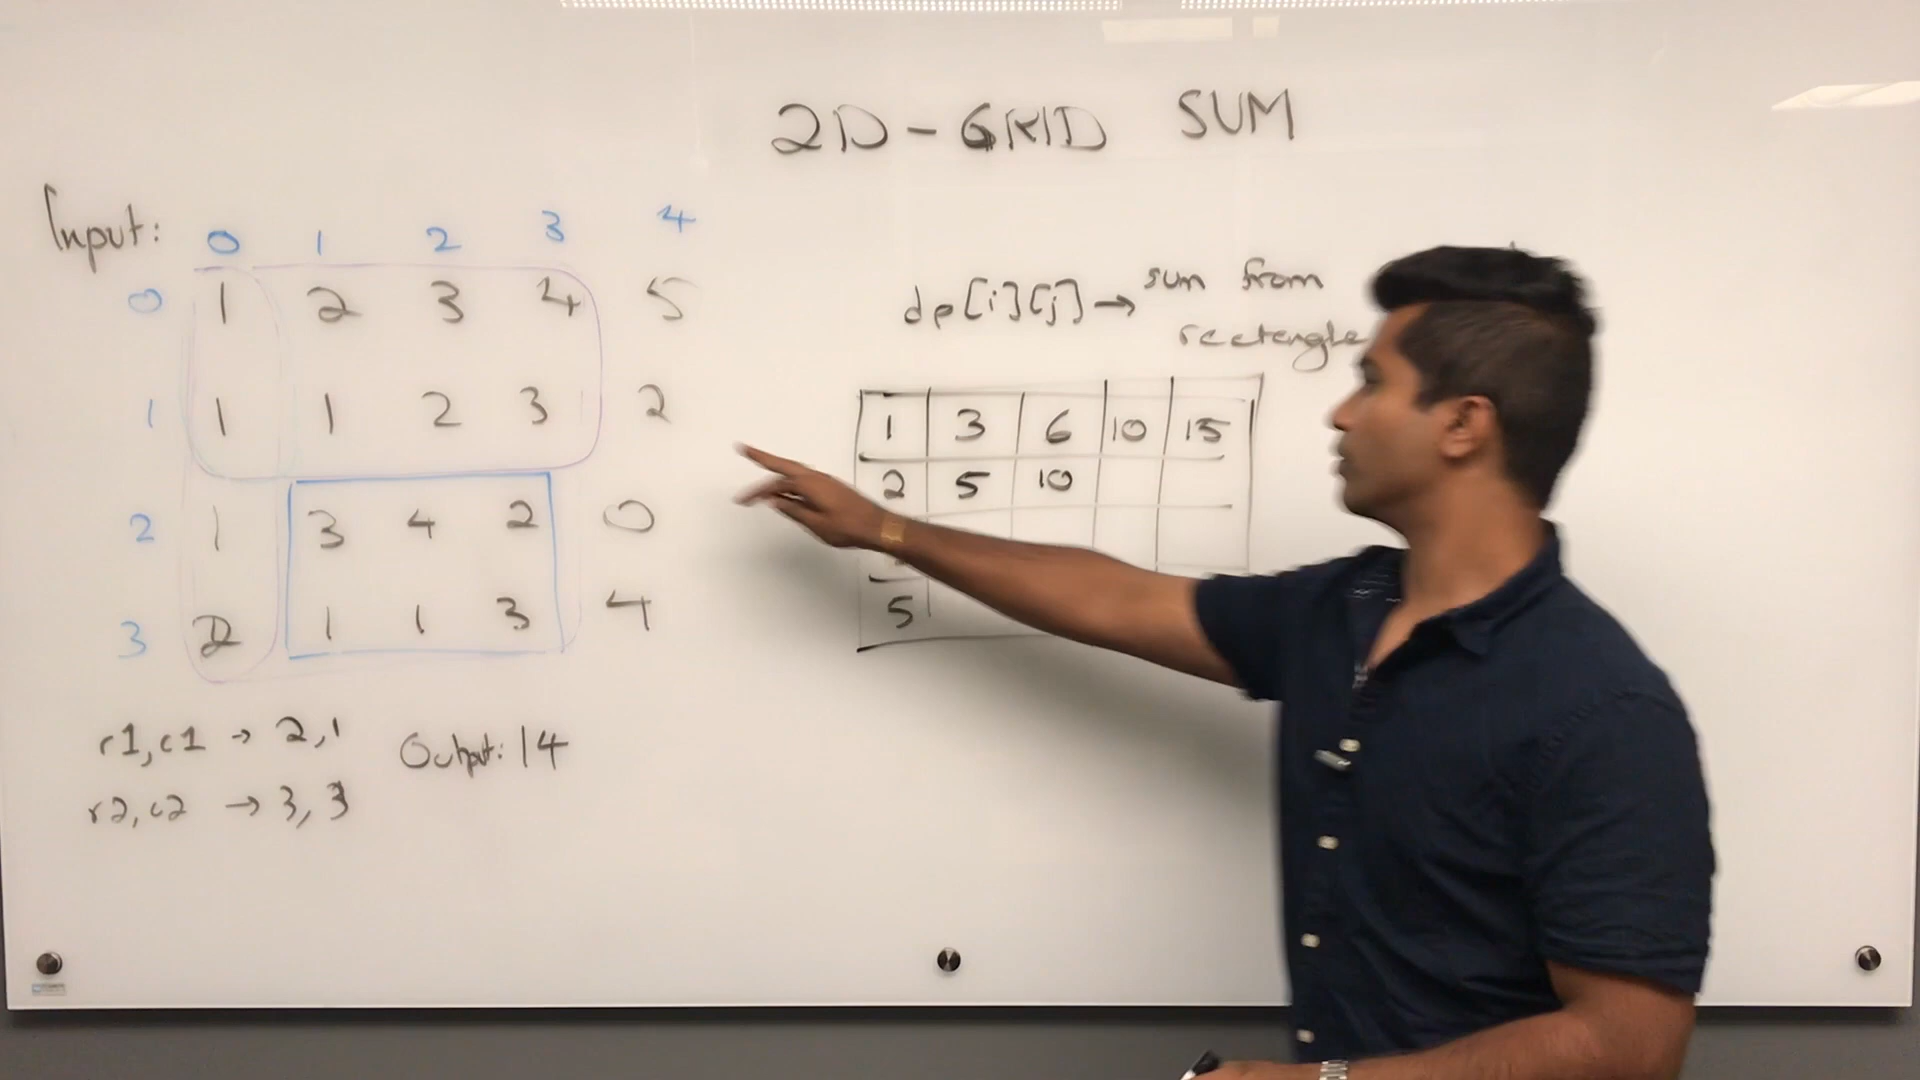 2D-GRID SUM
Input:
0 1 2 3 4
0 1 2 3 4 5
1 1 1 2 3 2
2 1 3 4 2 0
3 2 1 1 3 4
r1,c1 → 2,1
r2,c2 → 3,3
Output: 14
dp[i][j] → sum from
rectangle
1 3 6 10 15
2 5 10
5